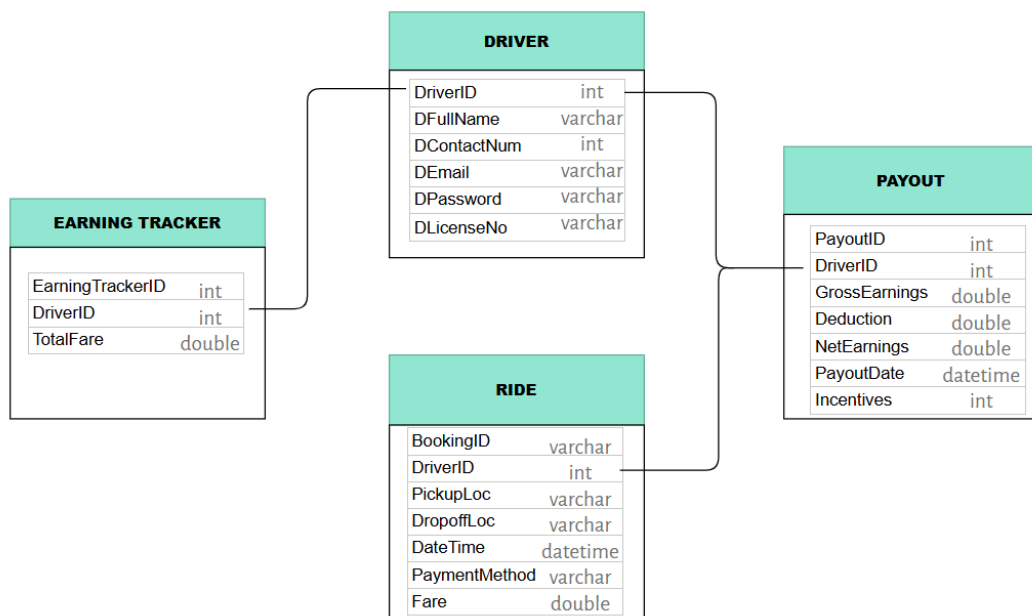 DRIVER
DriverID int
DFullName varchar
DContactNum int
DEmail varchar
DPassword varchar
DLicenseNo varchar
EARNING TRACKER
EarningTrackerID int
DriverID int
TotalFare double
PAYOUT
PayoutID int
DriverID int
GrossEarnings double
Deduction double
NetEarnings double
PayoutDate datetime
Incentives int
RIDE
BookingID varchar
DriverID int
PickupLoc varchar
DropoffLoc varchar
DateTime datetime
PaymentMethod varchar
Fare double